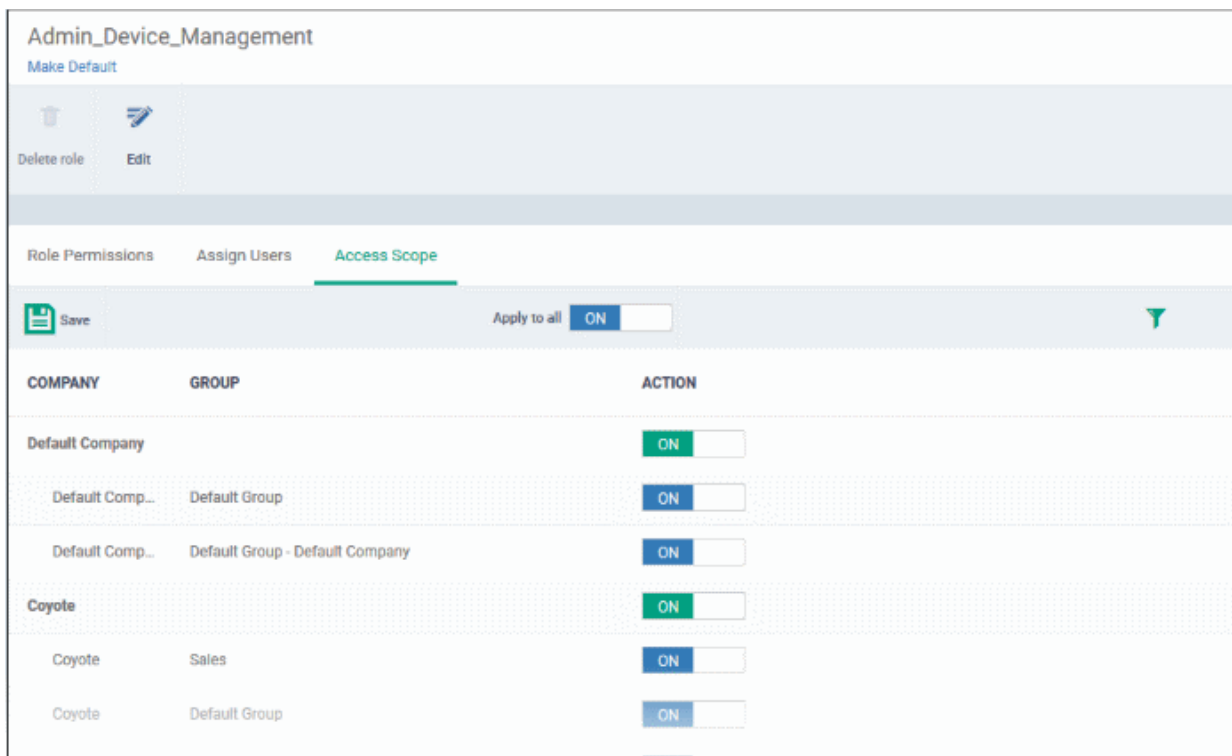 Admin_Device_Management
Make Default
Delete role Edit
Role Permissions Assign Users Access Scope
Save Apply to all ON
COMPANY GROUP ACTION
Default Company ON
Default Comp... Default Group ON
Default Comp... Default Group - Default Company ON
Coyote ON
Coyote Sales ON
Coyote Default Group ON